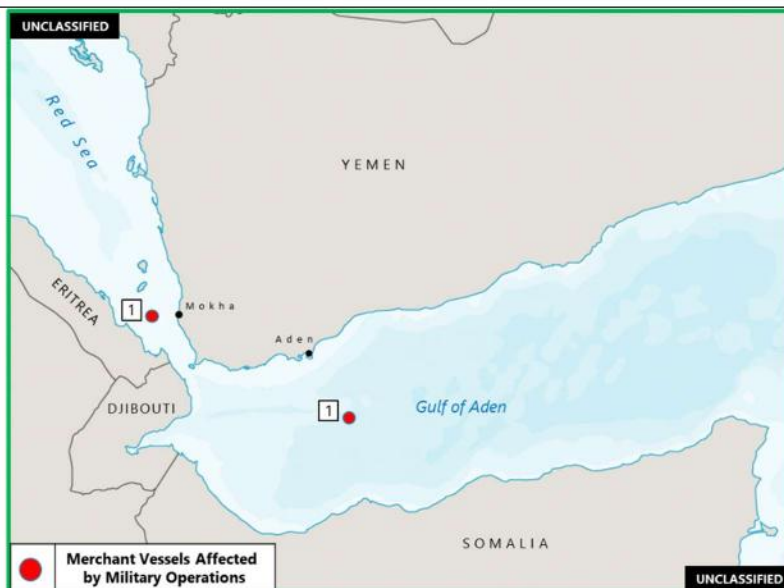 UNCLASSIFIED
Red Sea
YEMEN
ERITREA
1
Mokha
Aden
DJIBOUTI
1
Gulf of Aden
SOMALIA
Merchant Vessels Affected
by Military Operations
UNCLASSIFIED